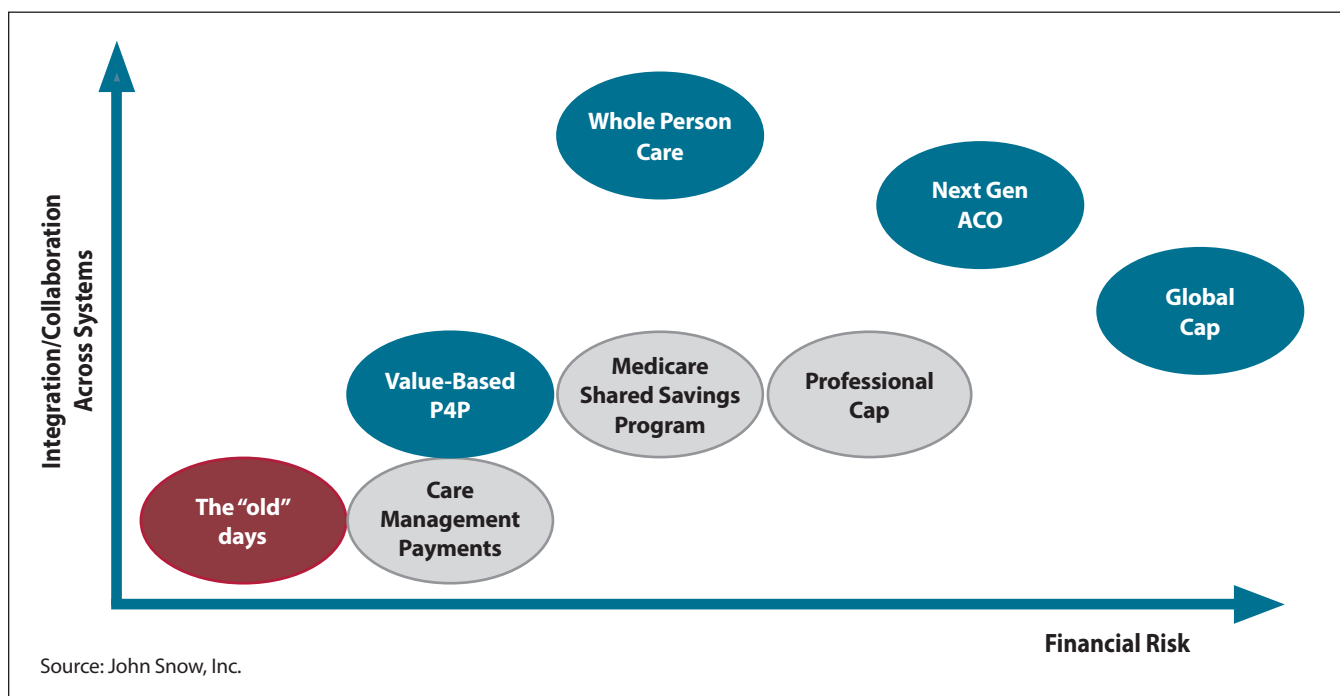 Integration/Collaboration
Across Systems
Whole Person
Care
Next Gen
ACO
Global
Cap
Value-Based
P4P
Medicare
Shared Savings
Program
Professional
Cap
The “old”
days
Care
Management
Payments
Financial Risk
Source: John Snow, Inc.